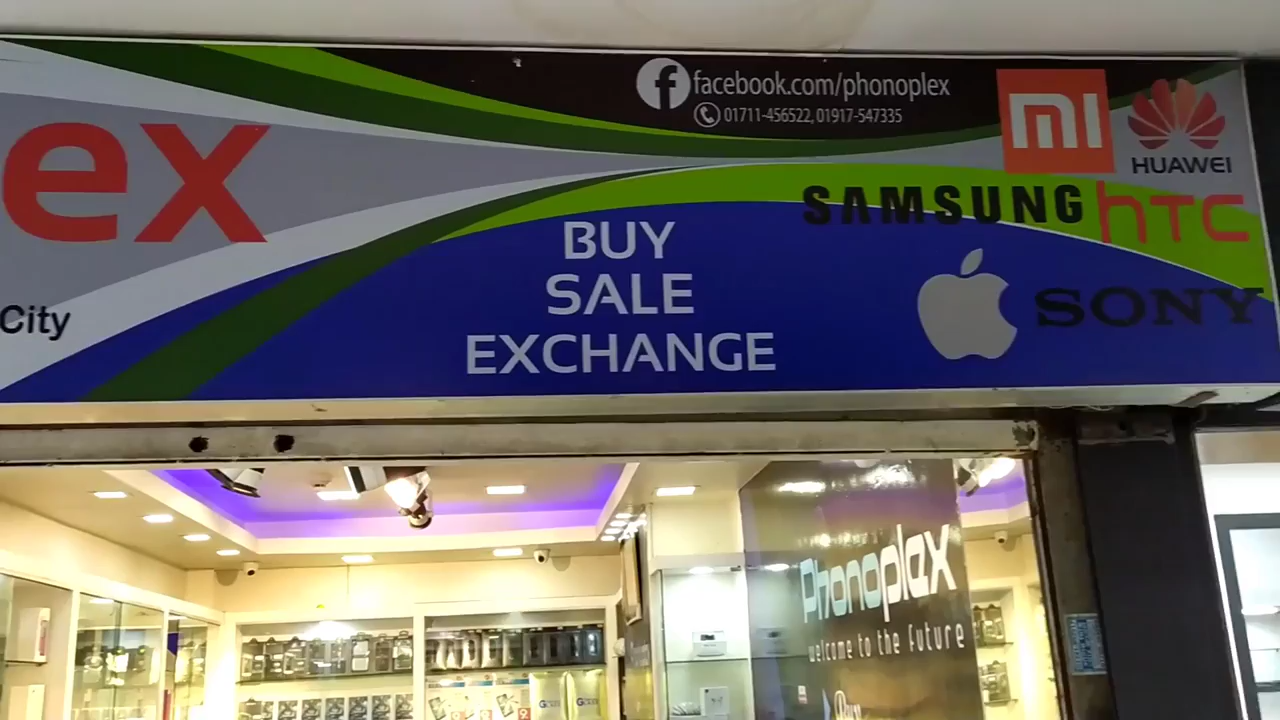 facebook.com/phonoplex
01711-456522, 01917-547335
mi
HUAWEI
ex
SAMSUNG
hTC
BUY
SALE
EXCHANGE
City
SONY
Phonoplex
welcome to the future